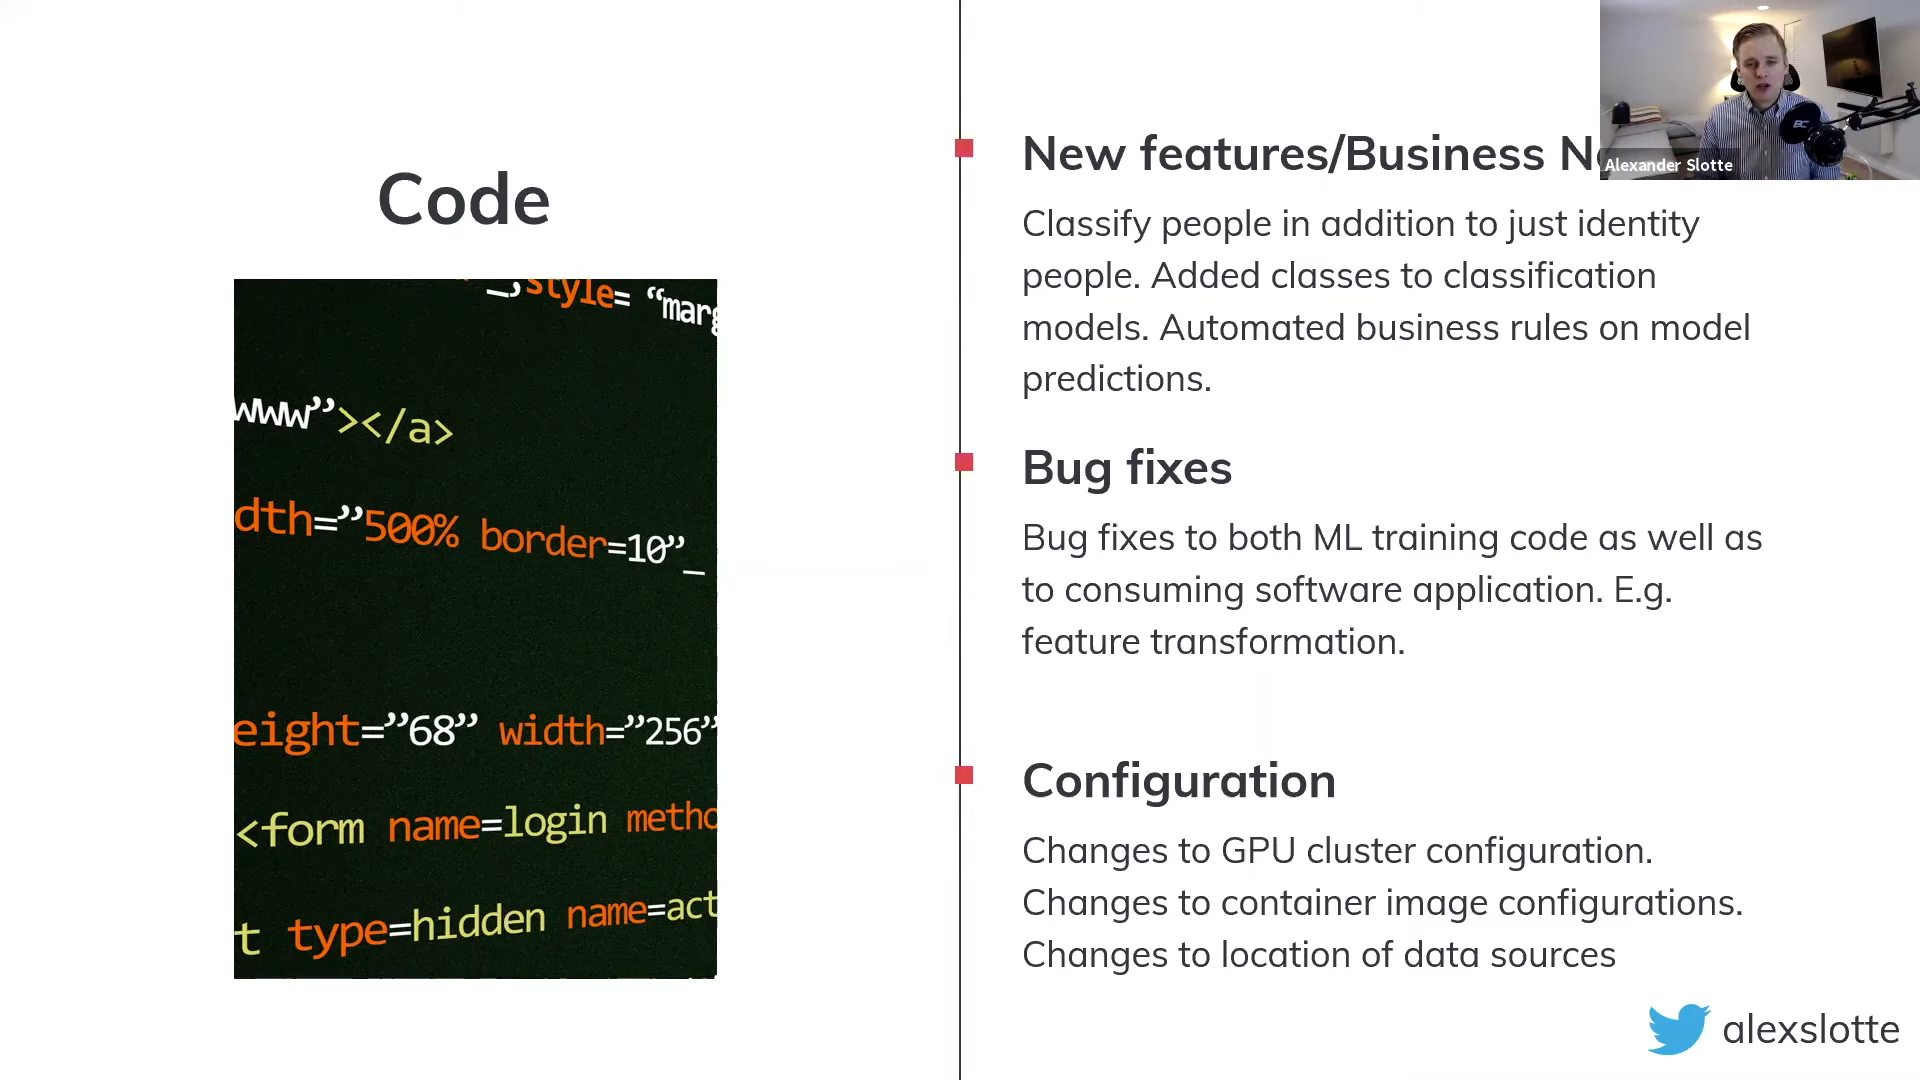 Code
style= “marg
www”></a>
dth=”500% border=10”_
eight=”68” width=”256”
<form name=login metho
t type=hidden name=act
New features/Business N
Alexander Slotte
Classify people in addition to just identity
people. Added classes to classification
models. Automated business rules on model
predictions.
Bug fixes
Bug fixes to both ML training code as well as
to consuming software application. E.g.
feature transformation.
Configuration
Changes to GPU cluster configuration.
Changes to container image configurations.
Changes to location of data sources
alexslotte